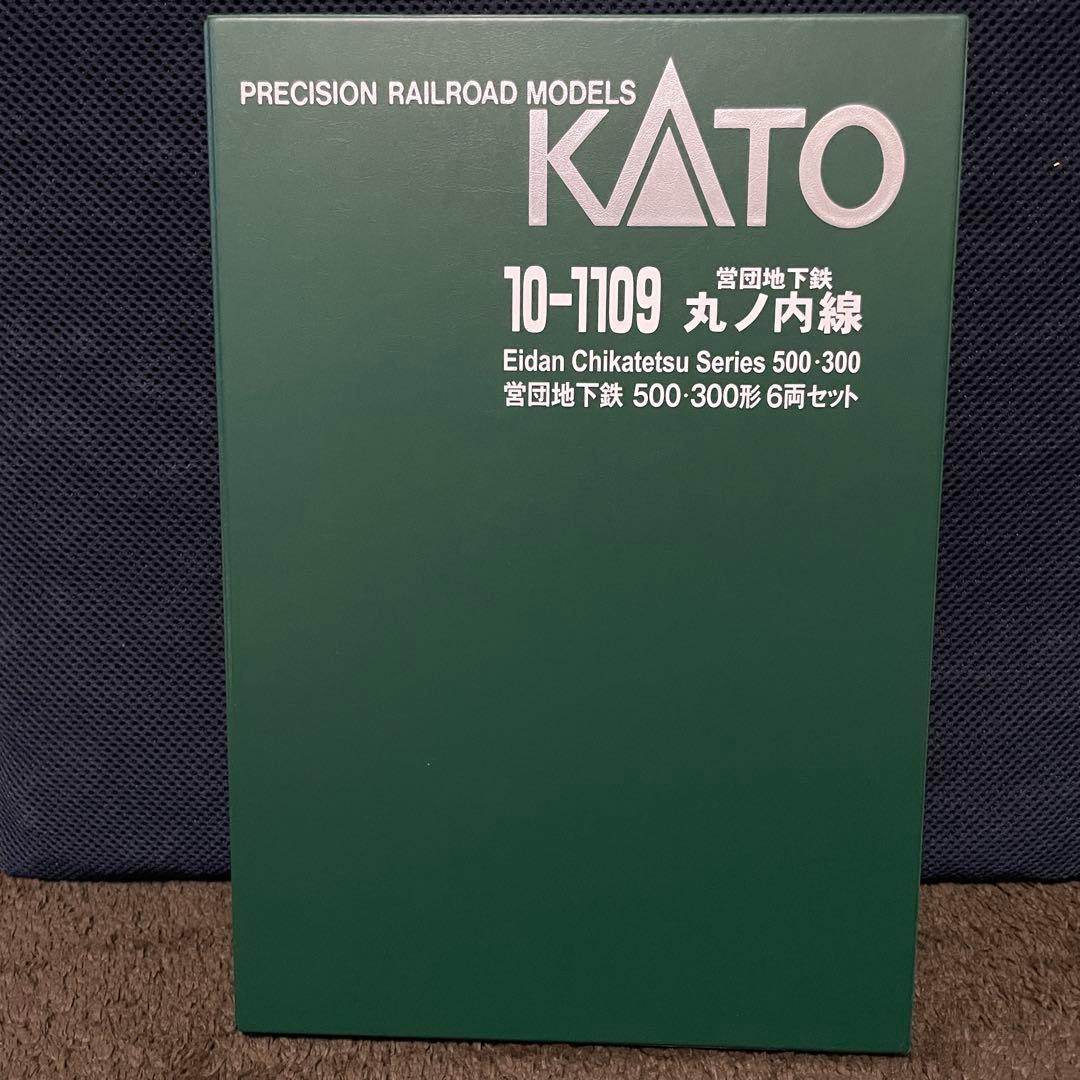 PRECISION RAILROAD MODELS
KATO
10-1109 営団地下鉄
丸ノ内線
Eidan Chikatetsu Series 500·300
営団地下鉄 500·300形 6両セット